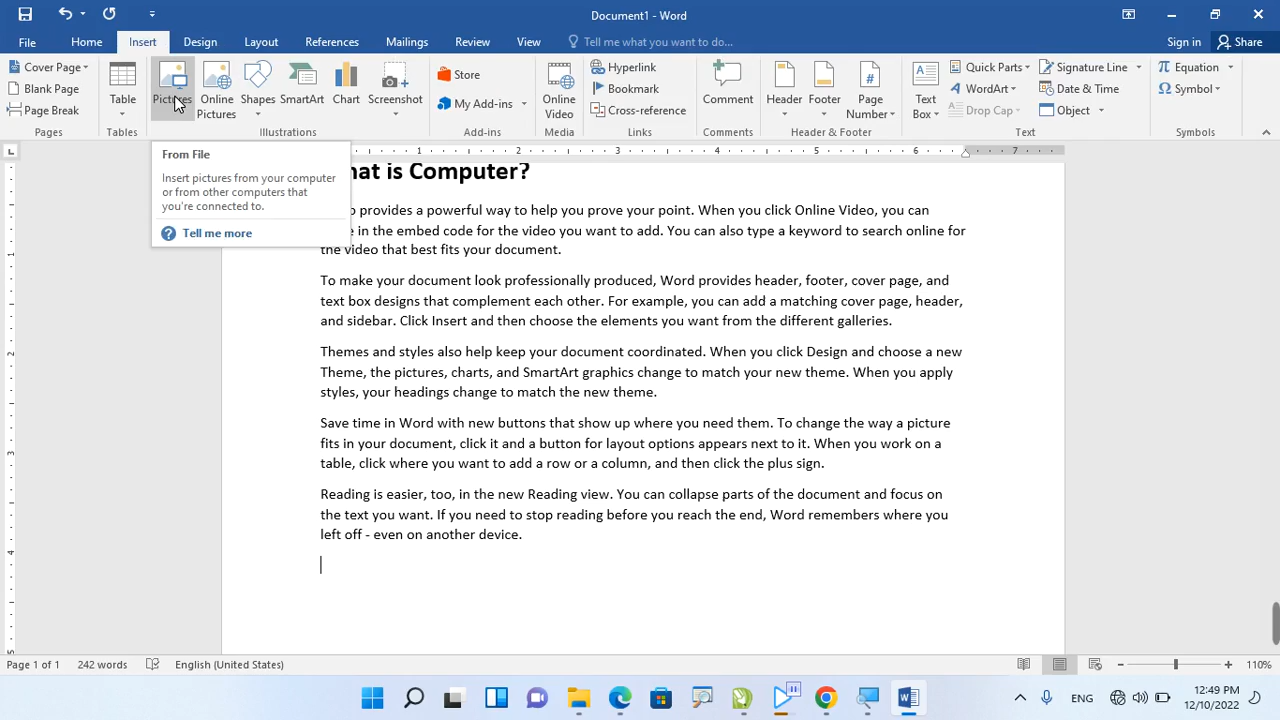 Document1 - Word
File Home Insert Design Layout References Mailings Review View Tell me what you want to do... Sign in Share
Cover Page
Blank Page
Page Break
Pages
Table
Tables
Pictures
Online Pictures
Shapes
SmartArt
Chart
Screenshot
Illustrations
Store
My Add-ins
Add-ins
Online Video
Media
Hyperlink
Bookmark
Cross-reference
Links
Comment
Comments
Header
Footer
Page Number
Header & Footer
Text Box
Quick Parts
WordArt
Drop Cap
Signature Line
Date & Time
Object
Text
Equation
Symbol
Symbols
From File
Insert pictures from your computer
or from other computers that
you're connected to.
Tell me more
1 2 3 4 5 6 7
1
2
3
4
hat is Computer?
provides a powerful way to help you prove your point. When you click Online Video, you can
in the embed code for the video you want to add. You can also type a keyword to search online for
the video that best fits your document.
To make your document look professionally produced, Word provides header, footer, cover page, and
text box designs that complement each other. For example, you can add a matching cover page, header,
and sidebar. Click Insert and then choose the elements you want from the different galleries.
Themes and styles also help keep your document coordinated. When you click Design and choose a new
Theme, the pictures, charts, and SmartArt graphics change to match your new theme. When you apply
styles, your headings change to match the new theme.
Save time in Word with new buttons that show up where you need them. To change the way a picture
fits in your document, click it and a button for layout options appears next to it. When you work on a
table, click where you want to add a row or a column, and then click the plus sign.
Reading is easier, too, in the new Reading view. You can collapse parts of the document and focus on
the text you want. If you need to stop reading before you reach the end, Word remembers where you
left off - even on another device.
Page 1 of 1 242 words English (United States) 110%
ENG
12:49 PM
12/10/2022